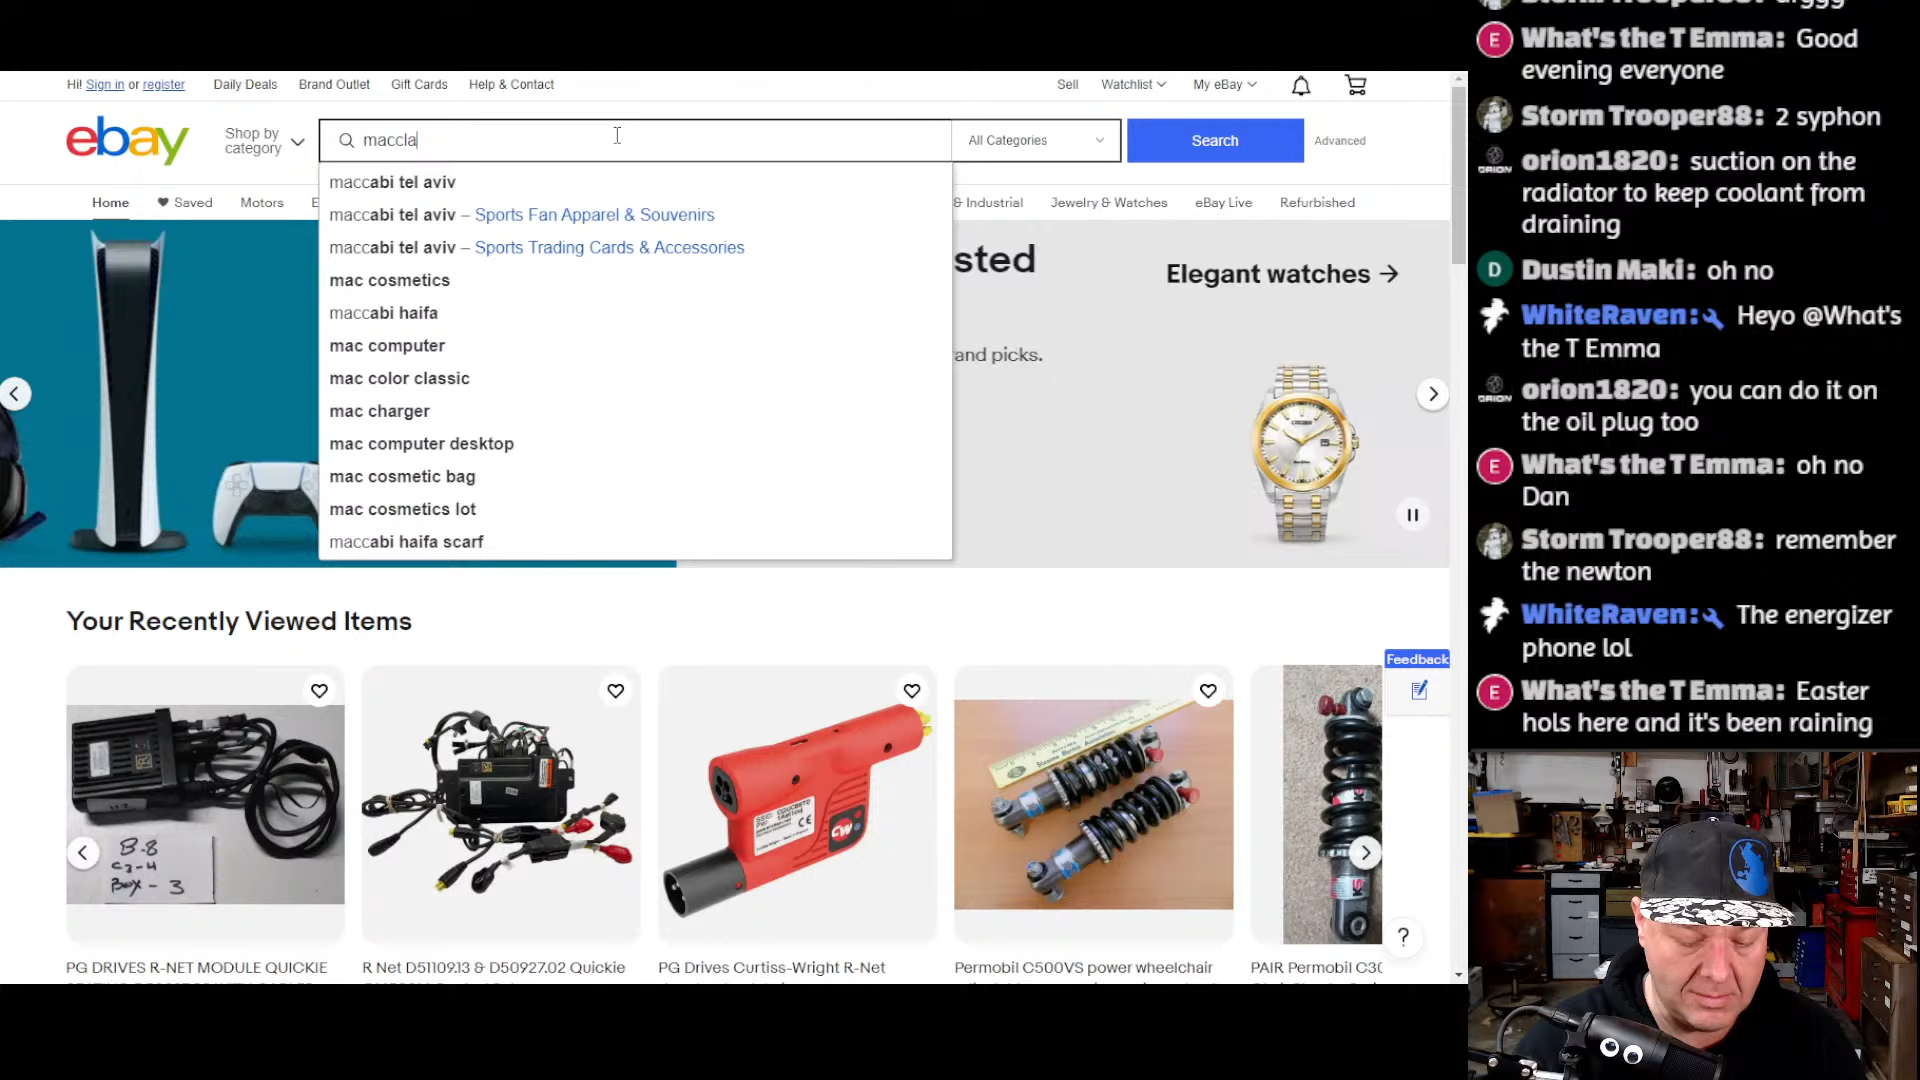 Hi! Sign in or register Daily Deals Brand Outlet Gift Cards Help & Contact Sell Watchlist My eBay
ebay Shop by category maccla All Categories Search Advanced
Home Saved Motors E & Industrial Jewelry & Watches eBay Live Refurbished
maccabi tel aviv
maccabi tel aviv – Sports Fan Apparel & Souvenirs
maccabi tel aviv – Sports Trading Cards & Accessories
mac cosmetics
maccabi haifa
mac computer
mac color classic
mac charger
mac computer desktop
mac cosmetic bag
mac cosmetics lot
maccabi haifa scarf
sted
Elegant watches →
and picks.
CITIZEN
Your Recently Viewed Items
Feedback
B-8
C3-4
Box - 3
CW
?
PG DRIVES R-NET MODULE QUICKIE
R Net D51109.13 & D50927.02 Quickie
PG Drives Curtiss-Wright R-Net
Permobil C500VS power wheelchair
PAIR Permobil C30
What's the T Emma: Good
evening everyone
Storm Trooper88: 2 syphon
orion1820: suction on the
radiator to keep coolant from
draining
Dustin Maki: oh no
WhiteRaven: Heyo @What's
the T Emma
orion1820: you can do it on
the oil plug too
What's the T Emma: oh no
Dan
Storm Trooper88: remember
the newton
WhiteRaven: The energizer
phone lol
What's the T Emma: Easter
hols here and it's been raining